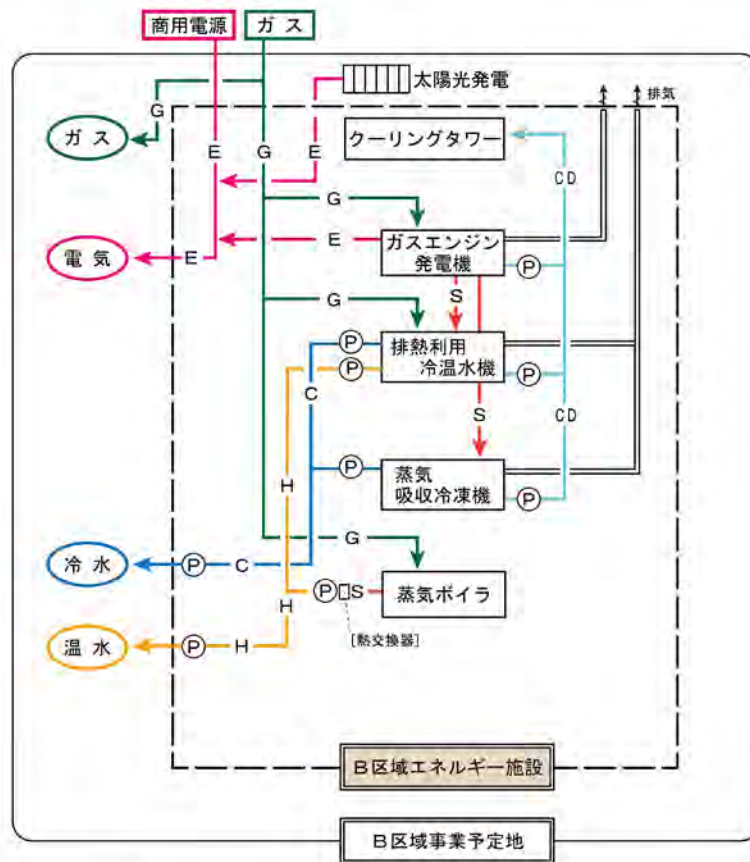 商用電源
ガス
太陽光発電
排気
G
ガス
E
G
E
クーリングタワー
CD
G
ガスエンジン
発電機
E
電気
E
P
S
G
P
排熱利用
冷温水機
P
P
C
S
CD
P
蒸気
吸収冷凍機
H
P
G
冷水
P
C
P
S
蒸気ボイラ
H
[熱交換器]
温水
P
H
B区域エネルギー施設
B区域事業予定地